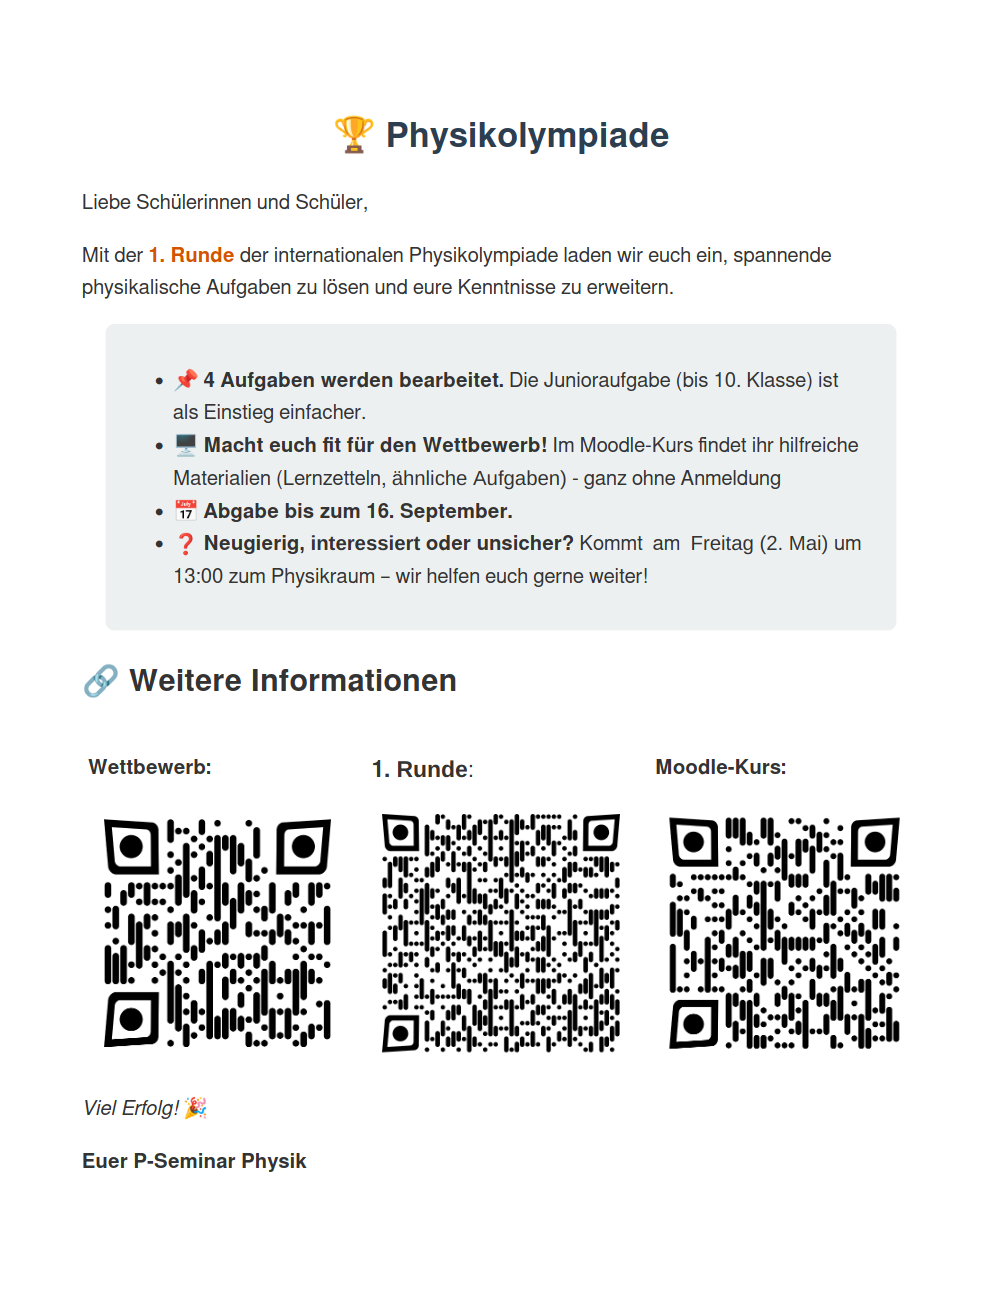 🏆 Physikolympiade
Liebe Schülerinnen und Schüler,
Mit der 1. Runde der internationalen Physikolympiade laden wir euch ein, spannende
physikalische Aufgaben zu lösen und eure Kenntnisse zu erweitern.
• 📌 4 Aufgaben werden bearbeitet. Die Junioraufgabe (bis 10. Klasse) ist
als Einstieg einfacher.
• 🖥️ Macht euch fit für den Wettbewerb! Im Moodle-Kurs findet ihr hilfreiche
Materialien (Lernzetteln, ähnliche Aufgaben) - ganz ohne Anmeldung
• 📅 Abgabe bis zum 16. September.
• ❓ Neugierig, interessiert oder unsicher? Kommt am Freitag (2. Mai) um
13:00 zum Physikraum – wir helfen euch gerne weiter!
🔗 Weitere Informationen
Wettbewerb:
1. Runde:
Moodle-Kurs:
Viel Erfolg! 🎉
Euer P-Seminar Physik